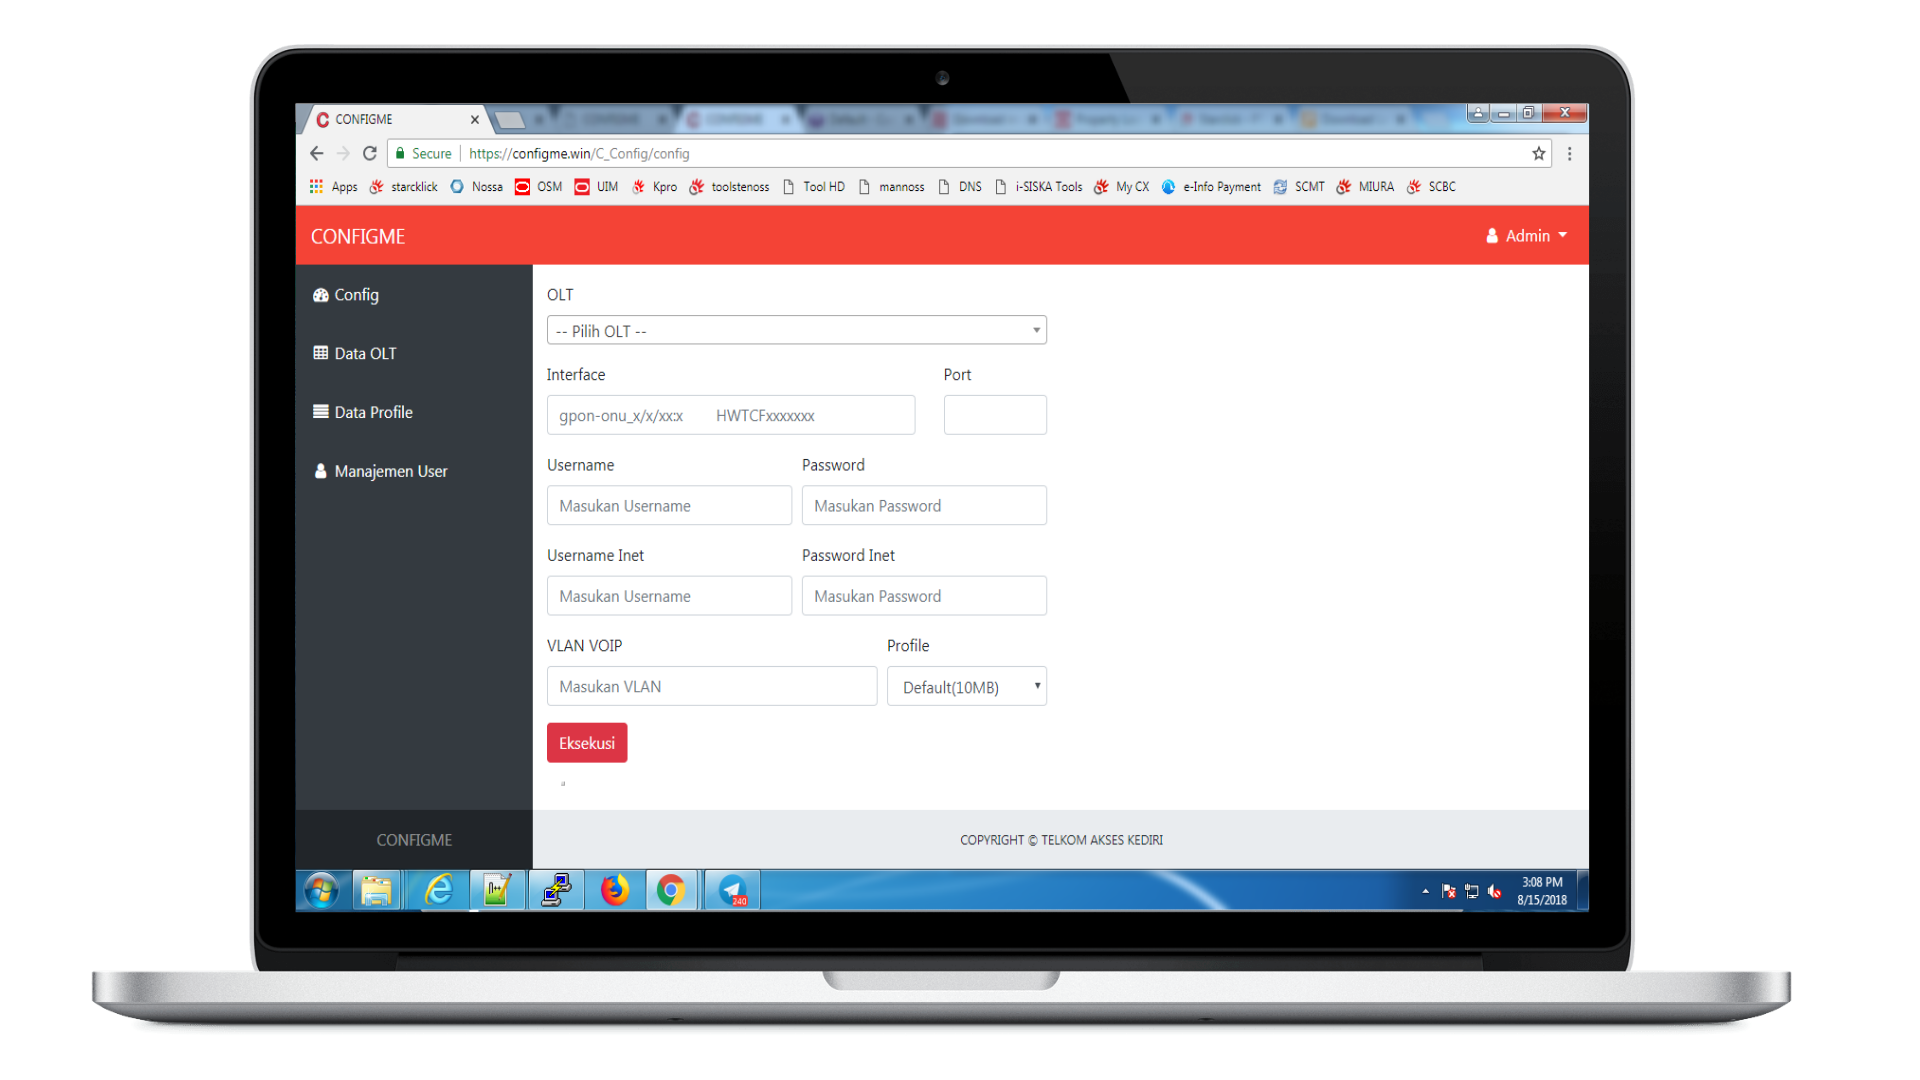 CONFIGME
Secure https://configme.win/C_Config/config
Apps starcklick Nossa OSM UIM Kpro toolstenoss Tool HD mannoss DNS i-SISKA Tools My CX e-Info Payment SCMT MIURA SCBC
CONFIGME Admin
Config
Data OLT
Data Profile
Manajemen User
OLT
-- Pilih OLT --
Interface Port
gpon-onu_x/x/xx:x HWTCFxxxxxxx
Username Password
Masukan Username Masukan Password
Username Inet Password Inet
Masukan Username Masukan Password
VLAN VOIP Profile
Masukan VLAN Default(10MB)
Eksekusi
CONFIGME COPYRIGHT © TELKOM AKSES KEDIRI
240
3:08 PM
8/15/2018